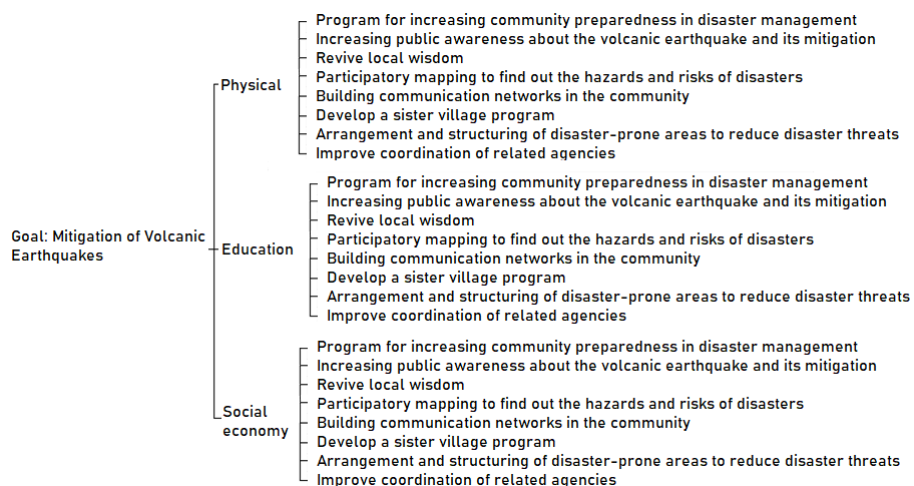 Program for increasing community preparedness in disaster management
Increasing public awareness about the volcanic earthquake and its mitigation
Revive local wisdom
Physical
Participatory mapping to find out the hazards and risks of disasters
Building communication networks in the community
Develop a sister village program
Arrangement and structuring of disaster-prone areas to reduce disaster threats
Improve coordination of related agencies
Program for increasing community preparedness in disaster management
Increasing public awareness about the volcanic earthquake and its mitigation
Revive local wisdom
Goal: Mitigation of Volcanic
Earthquakes
Education
Participatory mapping to find out the hazards and risks of disasters
Building communication networks in the community
Develop a sister village program
Arrangement and structuring of disaster-prone areas to reduce disaster threats
Improve coordination of related agencies
Program for increasing community preparedness in disaster management
Increasing public awareness about the volcanic earthquake and its mitigation
Revive local wisdom
Social
economy
Participatory mapping to find out the hazards and risks of disasters
Building communication networks in the community
Develop a sister village program
Arrangement and structuring of disaster-prone areas to reduce disaster threats
Improve coordination of related agencies